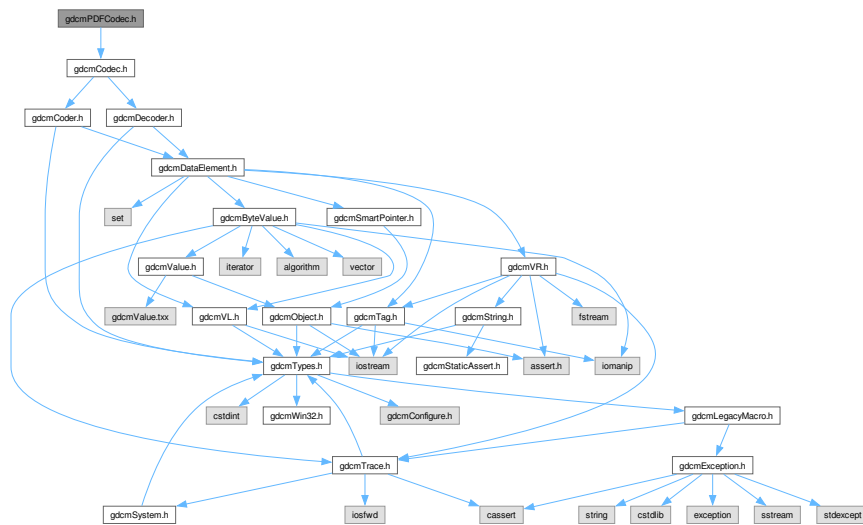 gdcmPDFCodec.h
gdcmCodec.h
gdcmCoder.h
gdcmDecoder.h
gdcmDataElement.h
set
gdcmByteValue.h
gdcmSmartPointer.h
gdcmValue.h
iterator
algorithm
vector
gdcmVR.h
gdcmValue.txx
gdcmVL.h
gdcmObject.h
gdcmTag.h
gdcmString.h
fstream
gdcmTypes.h
iostream
gdcmStaticAssert.h
assert.h
iomanip
cstdint
gdcmWin32.h
gdcmConfigure.h
gdcmLegacyMacro.h
gdcmTrace.h
gdcmException.h
gdcmSystem.h
iosfwd
cassert
string
cstdlib
exception
sstream
stdexcept